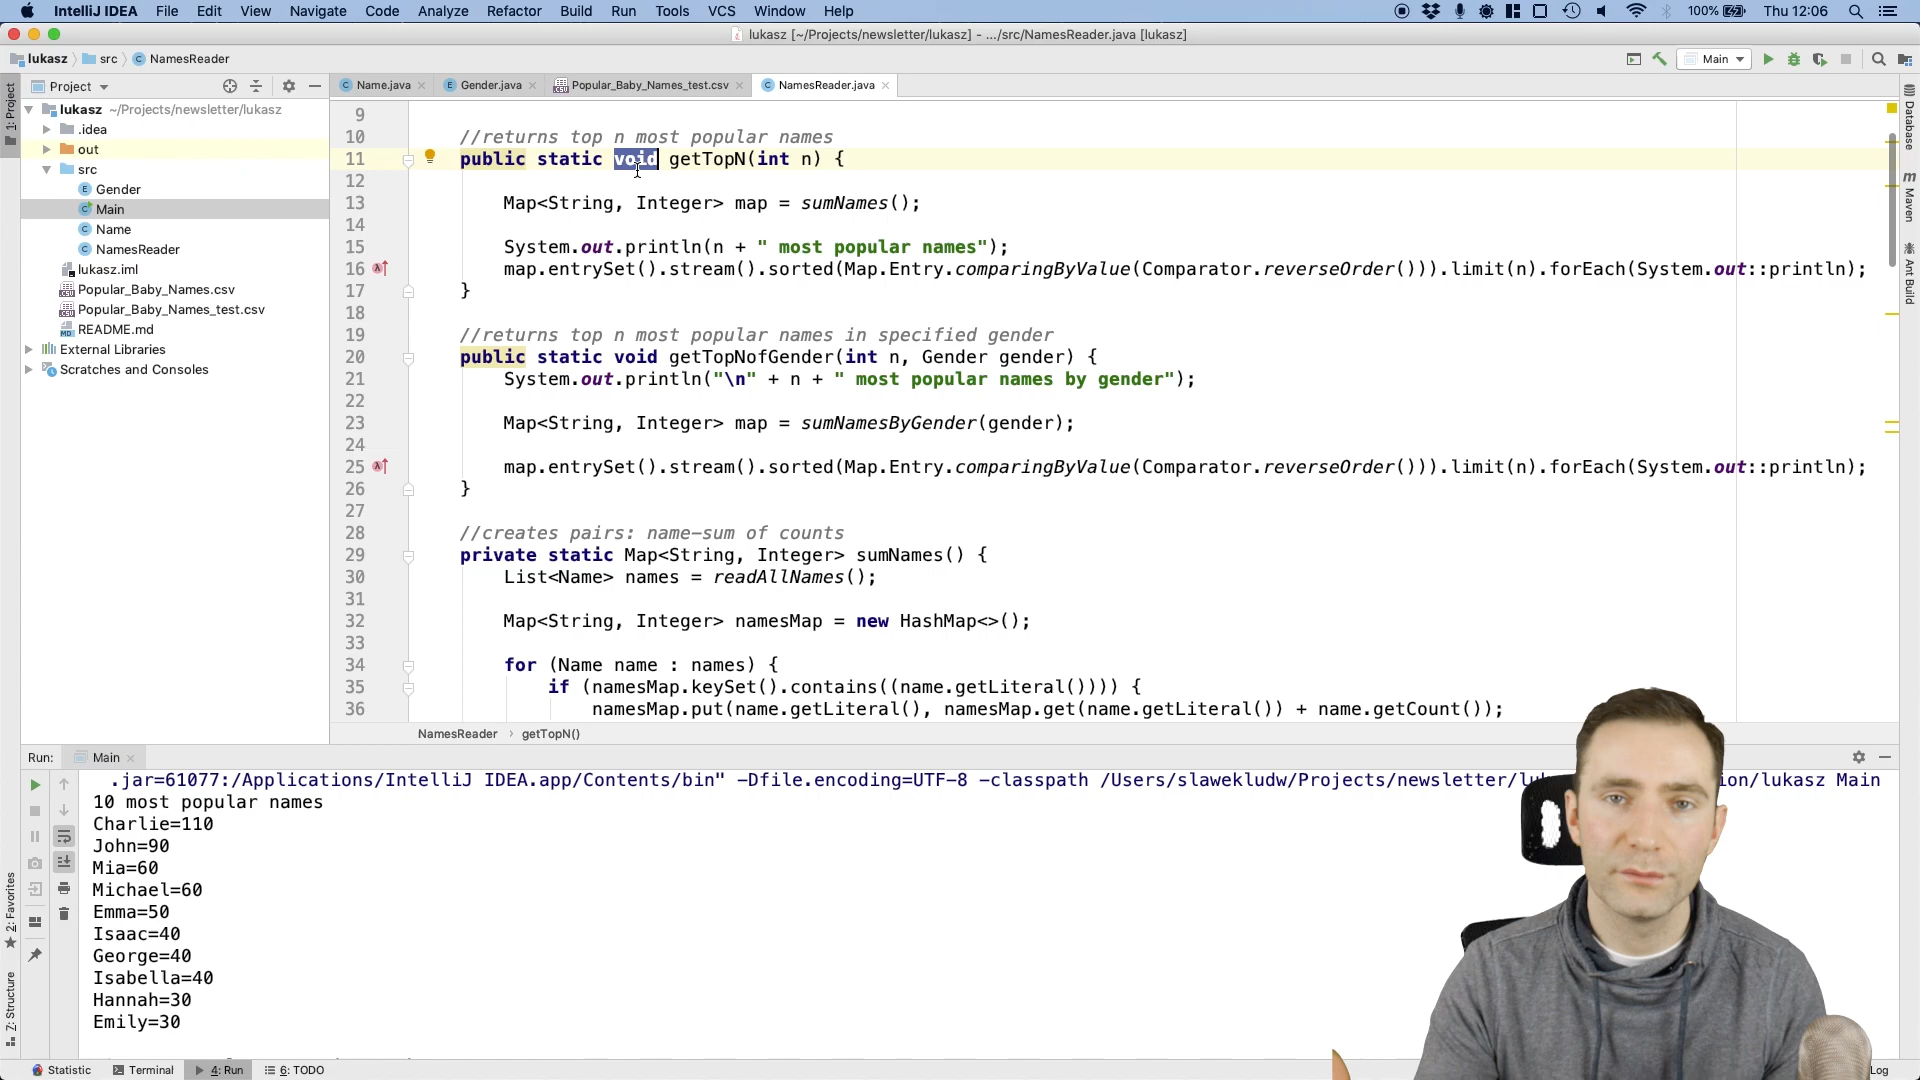 IntelliJ IDEA File Edit View Navigate Code Analyze Refactor Build Run Tools VCS Window Help 100% Thu 12:06
lukasz [~/Projects/newsletter/lukasz] - .../src/NamesReader.java [lukasz]
lukasz src NamesReader Main
Project Name.java Gender.java Popular_Baby_Names_test.csv NamesReader.java
1: Project
lukasz ~/Projects/newsletter/lukasz
.idea
out
src
Gender
Main
Name
NamesReader
lukasz.iml
Popular_Baby_Names.csv
Popular_Baby_Names_test.csv
README.md
External Libraries
Scratches and Consoles
9
10 //returns top n most popular names
11 public static void getTopN(int n) {
12
13 Map<String, Integer> map = sumNames();
14
15 System.out.println(n + " most popular names");
16 map.entrySet().stream().sorted(Map.Entry.comparingByValue(Comparator.reverseOrder())).limit(n).forEach(System.out::println);
17 }
18
19 //returns top n most popular names in specified gender
20 public static void getTopNofGender(int n, Gender gender) {
21 System.out.println("\n" + n + " most popular names by gender");
22
23 Map<String, Integer> map = sumNamesByGender(gender);
24
25 map.entrySet().stream().sorted(Map.Entry.comparingByValue(Comparator.reverseOrder())).limit(n).forEach(System.out::println);
26 }
27
28 //creates pairs: name-sum of counts
29 private static Map<String, Integer> sumNames() {
30 List<Name> names = readAllNames();
31
32 Map<String, Integer> namesMap = new HashMap<>();
33
34 for (Name name : names) {
35 if (namesMap.keySet().contains((name.getLiteral()))) {
36 namesMap.put(name.getLiteral(), namesMap.get(name.getLiteral()) + name.getCount());
Database
m Maven
Ant Build
NamesReader getTopN()
Run: Main
.jar=61077:/Applications/IntelliJ IDEA.app/Contents/bin" -Dfile.encoding=UTF-8 -classpath /Users/slawekludw/Projects/newsletter/ on/lukasz Main
10 most popular names
Charlie=110
John=90
Mia=60
Michael=60
Emma=50
Isaac=40
George=40
Isabella=40
Hannah=30
Emily=30
2: Favorites
7: Structure
Statistic Terminal 4: Run 6: TODO Log